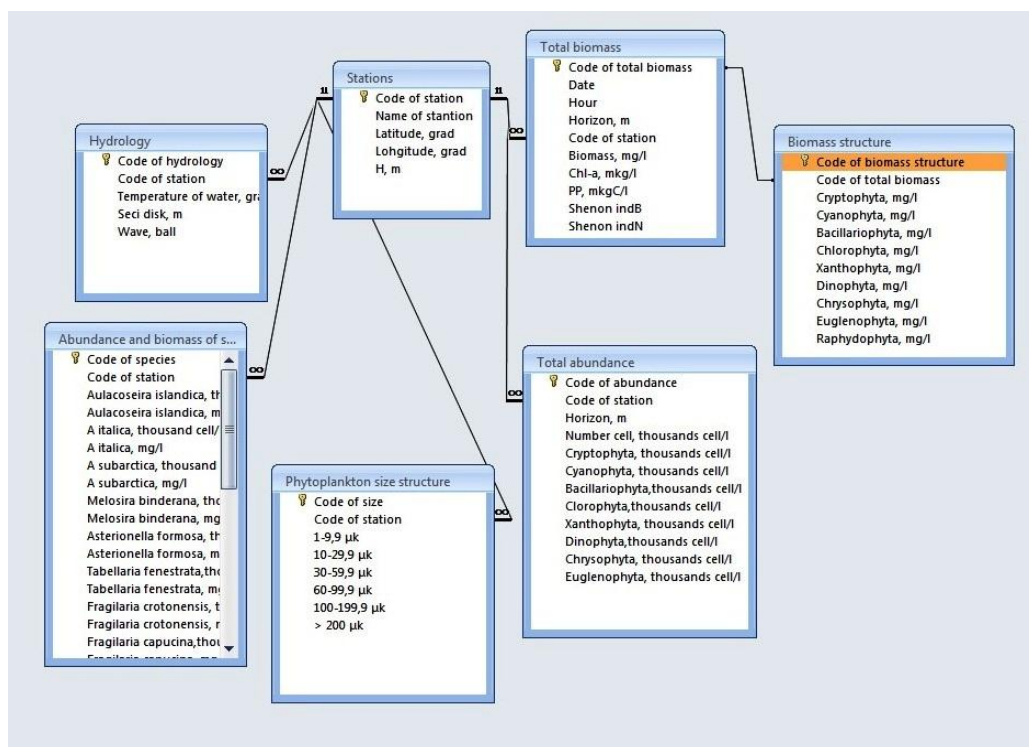 Stations
Code of station
Name of stantion
Latitude, grad
Lohgitude, grad
H, m
Total biomass
Code of total biomass
Date
Hour
Horizon, m
Code of station
Biomass, mg/l
Chl-a, mkg/l
PP, mkgC/l
Shenon indB
Shenon indN
Hydrology
Code of hydrology
Code of station
Temperature of water, gra
Seci disk, m
Wave, ball
Biomass structure
Code of biomass structure
Code of total biomass
Cryptophyta, mg/l
Cyanophyta, mg/l
Bacillariophyta, mg/l
Chlorophyta, mg/l
Xanthophyta, mg/l
Dinophyta, mg/l
Chrysophyta, mg/l
Euglenophyta, mg/l
Raphydophyta, mg/l
Abundance and biomass of s...
Code of species
Code of station
Aulacoseira islandica, th
Aulacoseira islandica, m
A italica, thousand cell/
A italica, mg/l
A subarctica, thousand
A subarctica, mg/l
Melosira binderana, tho
Melosira binderana, mg
Asterionella formosa, th
Asterionella formosa, m
Tabellaria fenestrata,tho
Tabellaria fenestrata, mg
Fragilaria crotonensis, t
Fragilaria crotonensis, r
Fragilaria capucina,thou
Phytoplankton size structure
Code of size
Code of station
1-9,9 µk
10-29,9 µk
30-59,9 µk
60-99,9 µk
100-199,9 µk
> 200 µk
Total abundance
Code of abundance
Code of station
Horizon, m
Number cell, thousands cell/l
Cryptophyta, thousands cell/l
Cyanophyta, thousands cell/l
Bacillariophyta,thousands cell/l
Clorophyta,thousands cell/l
Xanthophyta, thousands cell/l
Dinophyta,thousands cell/l
Chrysophyta, thousands cell/l
Euglenophyta, thousands cell/l
1
∞
∞
1
1
∞
∞
∞